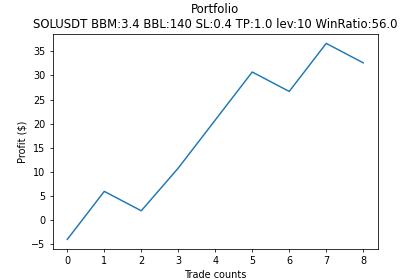 Portfolio
SOLUSDT BBM:3.4 BBL:140 SL:0.4 TP:1.0 lev:10 WinRatio:56.0
Profit ($)
35
30
25
20
15
10
5
0
−5
0 1 2 3 4 5 6 7 8
Trade counts